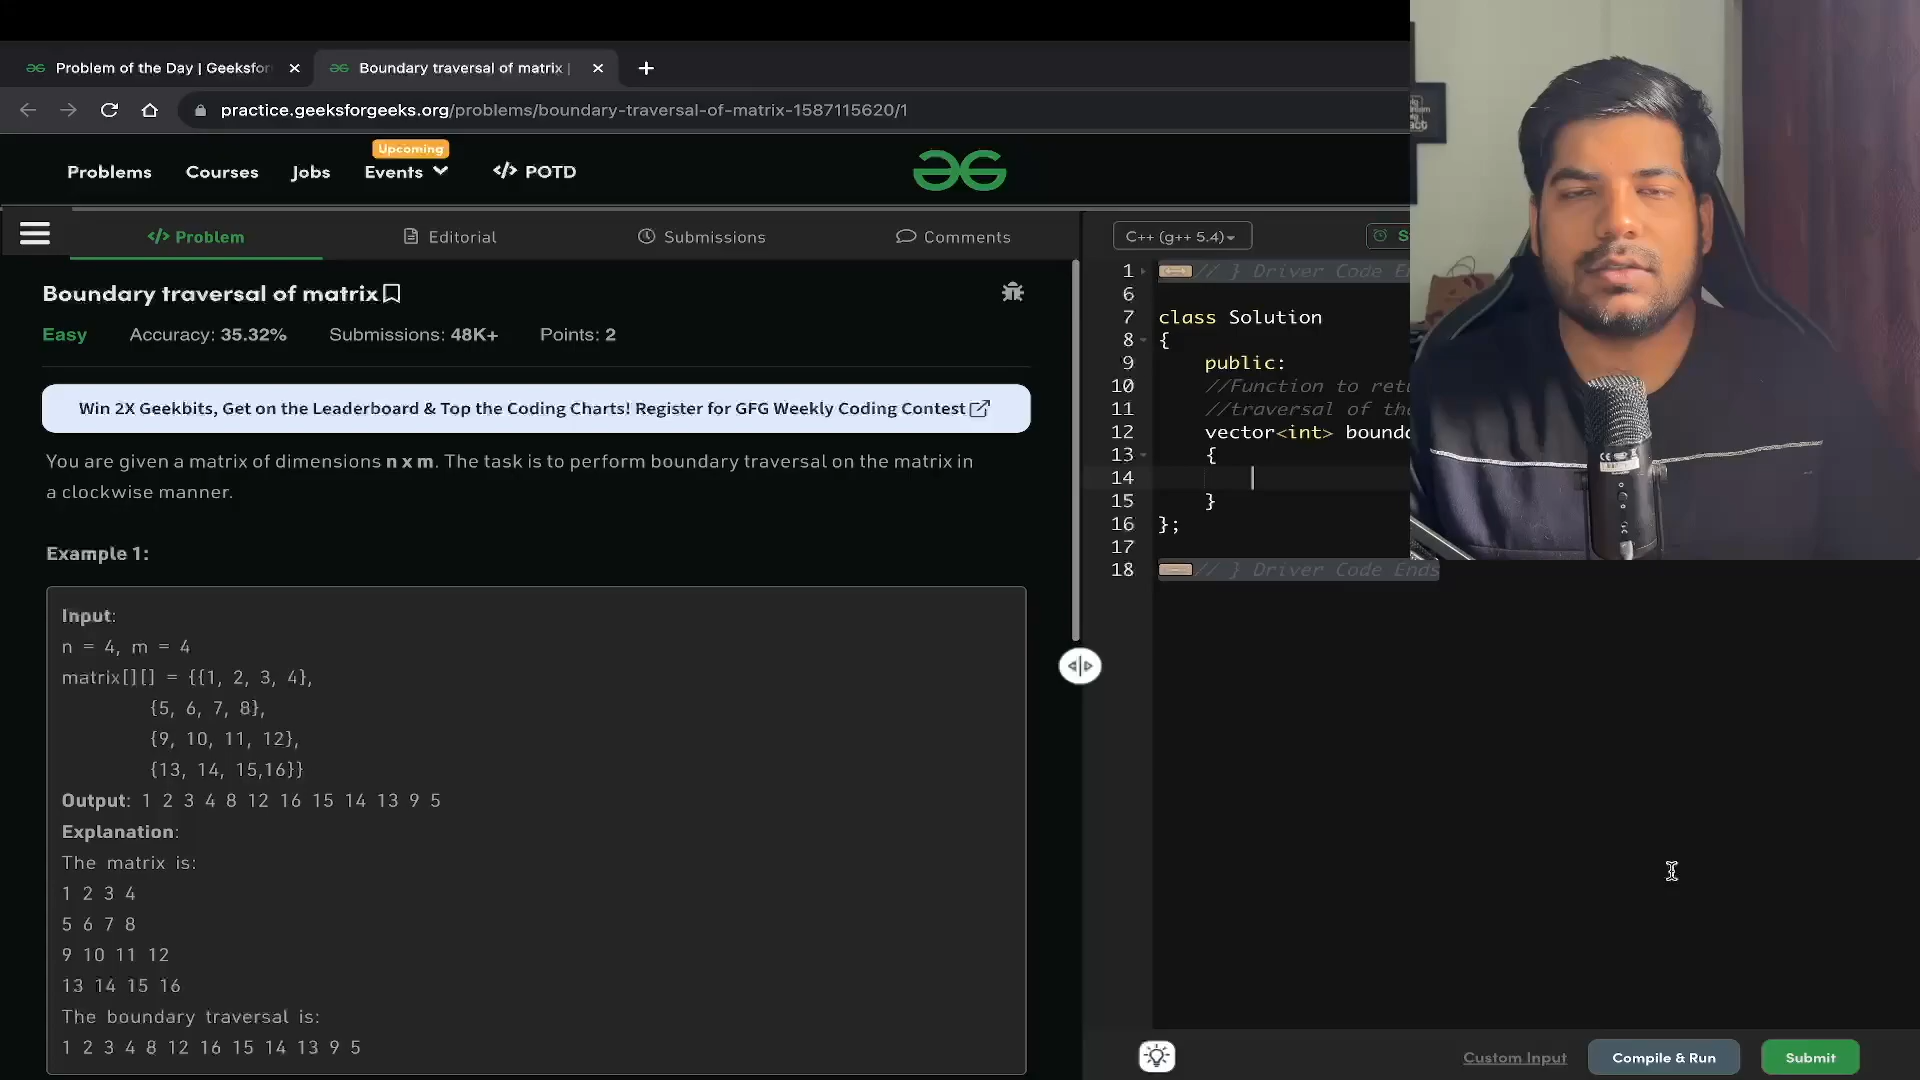 Problem of the Day | Geeksfor
Boundary traversal of matrix |
practice.geeksforgeeks.org/problems/boundary-traversal-of-matrix-1587115620/1
Problems
Courses
Jobs
Upcoming
Events
</> POTD
</> Problem
Editorial
Submissions
Comments
C++ (g++ 5.4)
S
Boundary traversal of matrix
Easy
Accuracy: 35.32%
Submissions: 48K+
Points: 2
Win 2X Geekbits, Get on the Leaderboard & Top the Coding Charts! Register for GFG Weekly Coding Contest
You are given a matrix of dimensions n x m. The task is to perform boundary traversal on the matrix in
a clockwise manner.
Example 1:
Input:
n = 4, m = 4
matrix[][] = {{1, 2, 3, 4},
{5, 6, 7, 8},
{9, 10, 11, 12},
{13, 14, 15,16}}
Output: 1 2 3 4 8 12 16 15 14 13 9 5
Explanation:
The matrix is:
1 2 3 4
5 6 7 8
9 10 11 12
13 14 15 16
The boundary traversal is:
1 2 3 4 8 12 16 15 14 13 9 5
1 // } Driver Code E
6
7 class Solution
8 {
9 public:
10 //Function to ret
11 //traversal of th
12 vector<int> bound
13 {
14
15 }
16 };
17
18 // } Driver Code Ends
Custom Input
Compile & Run
Submit